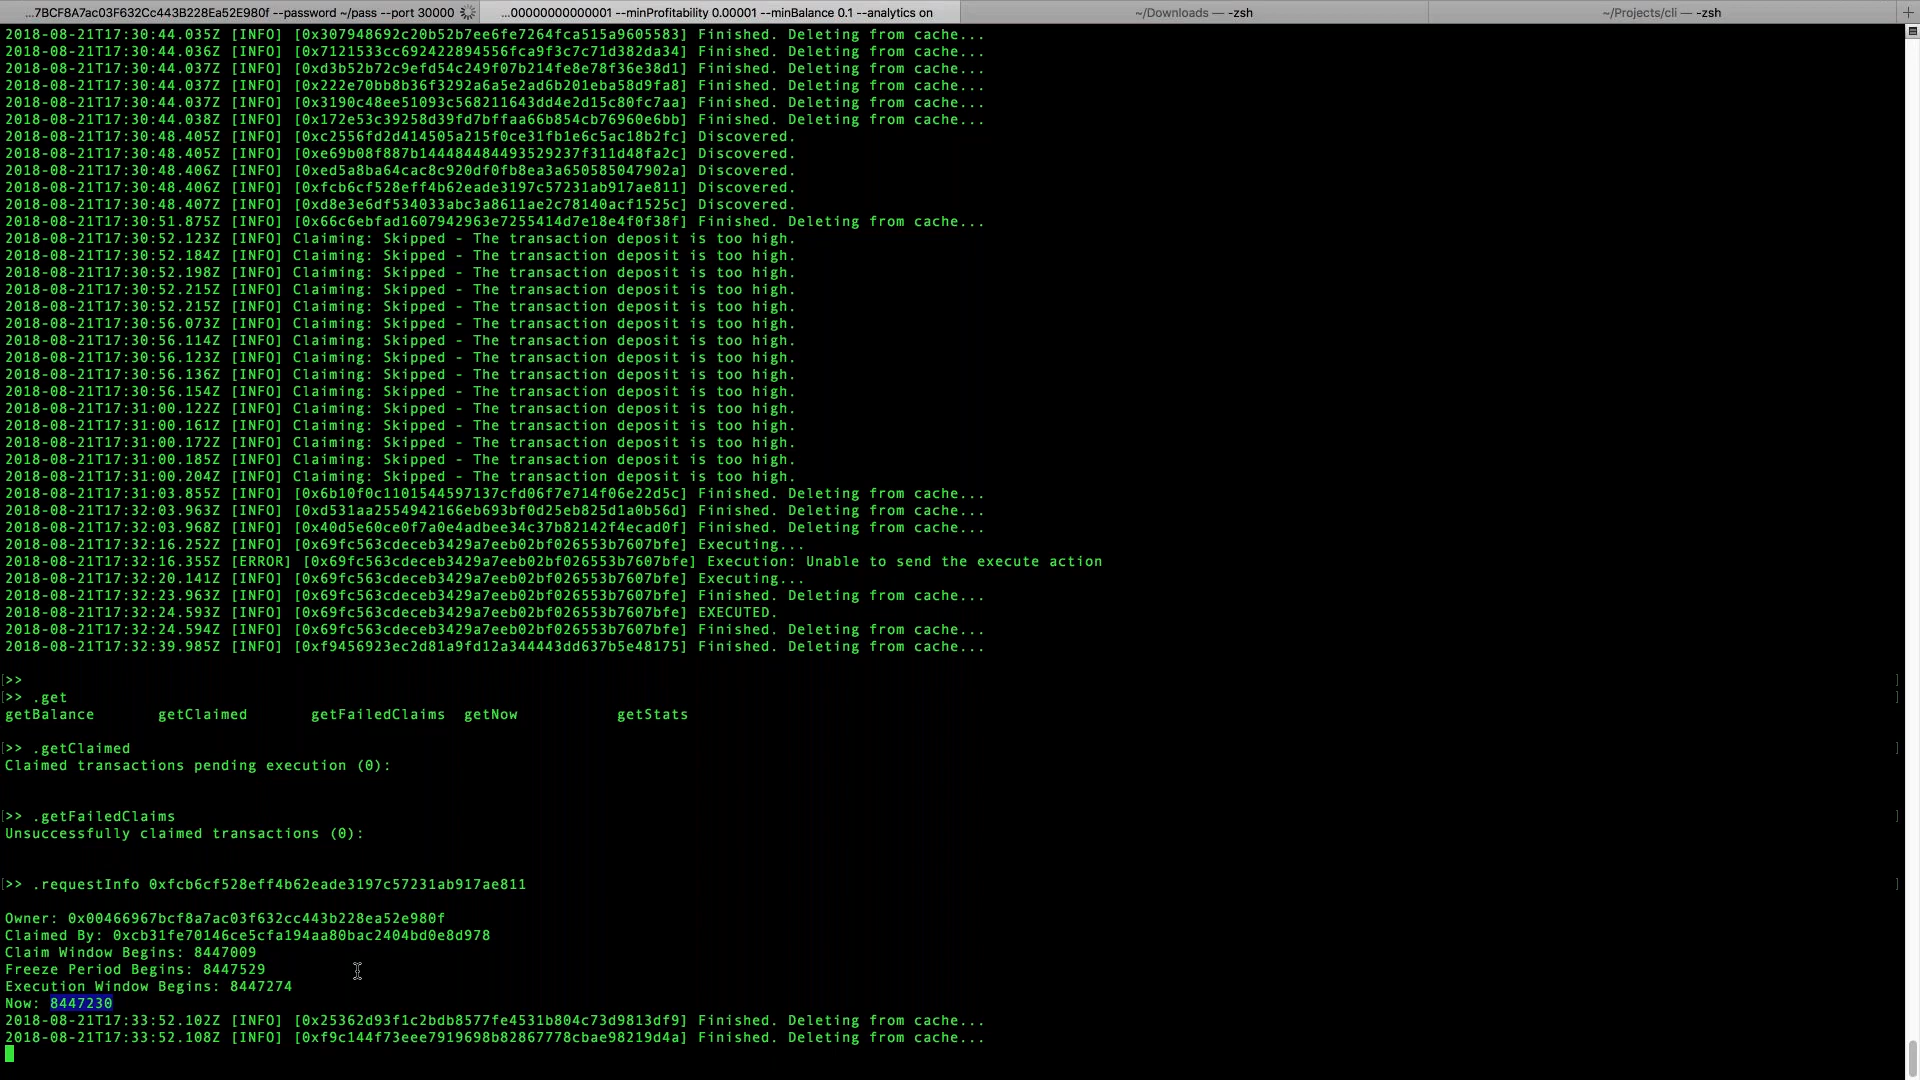 ...7BCF8A7ac03F632Cc443B228Ea52E980f --password ~/pass --port 30000
...00000000000001 --minProfitability 0.00001 --minBalance 0.1 --analytics on
~/Downloads — -zsh
~/Projects/cli — -zsh
2018-08-21T17:30:44.035Z [INFO] [0x307948692c20b52b7ee6fe7264fca515a9605583] Finished. Deleting from cache...
2018-08-21T17:30:44.036Z [INFO] [0x7121533cc692422894556fca9f3c7c71d382da34] Finished. Deleting from cache...
2018-08-21T17:30:44.037Z [INFO] [0xd3b52b72c9efd54c249f07b214fe8e78f36e38d1] Finished. Deleting from cache...
2018-08-21T17:30:44.037Z [INFO] [0x222e70bb8b36f3292a6a5e2ad6b201eba58d9fa8] Finished. Deleting from cache...
2018-08-21T17:30:44.037Z [INFO] [0x3190c48ee51093c568211643dd4e2d15c80fc7aa] Finished. Deleting from cache...
2018-08-21T17:30:44.038Z [INFO] [0x172e53c39258d39fd7bffaa66b854cb76960e6bb] Finished. Deleting from cache...
2018-08-21T17:30:48.405Z [INFO] [0xc2556fd2d414505a215f0ce31fb1e6c5ac18b2fc] Discovered.
2018-08-21T17:30:48.405Z [INFO] [0xe69b08f887b144484484493529237f311d48fa2c] Discovered.
2018-08-21T17:30:48.406Z [INFO] [0xed5a8ba64cac8c920df0fb8ea3a650585047902a] Discovered.
2018-08-21T17:30:48.406Z [INFO] [0xfcb6cf528eff4b62eade3197c57231ab917ae811] Discovered.
2018-08-21T17:30:48.407Z [INFO] [0xd8e3e6df534033abc3a8611ae2c78140acf1525c] Discovered.
2018-08-21T17:30:51.875Z [INFO] [0x66c6ebfad1607942963e7255414d7e18e4f0f38f] Finished. Deleting from cache...
2018-08-21T17:30:52.123Z [INFO] Claiming: Skipped - The transaction deposit is too high.
2018-08-21T17:30:52.184Z [INFO] Claiming: Skipped - The transaction deposit is too high.
2018-08-21T17:30:52.198Z [INFO] Claiming: Skipped - The transaction deposit is too high.
2018-08-21T17:30:52.215Z [INFO] Claiming: Skipped - The transaction deposit is too high.
2018-08-21T17:30:52.215Z [INFO] Claiming: Skipped - The transaction deposit is too high.
2018-08-21T17:30:56.073Z [INFO] Claiming: Skipped - The transaction deposit is too high.
2018-08-21T17:30:56.114Z [INFO] Claiming: Skipped - The transaction deposit is too high.
2018-08-21T17:30:56.123Z [INFO] Claiming: Skipped - The transaction deposit is too high.
2018-08-21T17:30:56.136Z [INFO] Claiming: Skipped - The transaction deposit is too high.
2018-08-21T17:30:56.154Z [INFO] Claiming: Skipped - The transaction deposit is too high.
2018-08-21T17:31:00.122Z [INFO] Claiming: Skipped - The transaction deposit is too high.
2018-08-21T17:31:00.161Z [INFO] Claiming: Skipped - The transaction deposit is too high.
2018-08-21T17:31:00.172Z [INFO] Claiming: Skipped - The transaction deposit is too high.
2018-08-21T17:31:00.185Z [INFO] Claiming: Skipped - The transaction deposit is too high.
2018-08-21T17:31:00.204Z [INFO] Claiming: Skipped - The transaction deposit is too high.
2018-08-21T17:31:03.855Z [INFO] [0x6b10f0c1101544597137cfd06f7e714f06e22d5c] Finished. Deleting from cache...
2018-08-21T17:32:03.963Z [INFO] [0xd531aa2554942166eb693bf0d25eb825d1a0b56d] Finished. Deleting from cache...
2018-08-21T17:32:03.968Z [INFO] [0x40d5e60ce0f7a0e4adbee34c37b82142f4ecad0f] Finished. Deleting from cache...
2018-08-21T17:32:16.252Z [INFO] [0x69fc563cdeceb3429a7eeb02bf026553b7607bfe] Executing...
2018-08-21T17:32:16.355Z [ERROR] [0x69fc563cdeceb3429a7eeb02bf026553b7607bfe] Execution: Unable to send the execute action
2018-08-21T17:32:20.141Z [INFO] [0x69fc563cdeceb3429a7eeb02bf026553b7607bfe] Executing...
2018-08-21T17:32:23.963Z [INFO] [0x69fc563cdeceb3429a7eeb02bf026553b7607bfe] Finished. Deleting from cache...
2018-08-21T17:32:24.593Z [INFO] [0x69fc563cdeceb3429a7eeb02bf026553b7607bfe] EXECUTED.
2018-08-21T17:32:24.594Z [INFO] [0x69fc563cdeceb3429a7eeb02bf026553b7607bfe] Finished. Deleting from cache...
2018-08-21T17:32:39.985Z [INFO] [0xf9456923ec2d81a9fd12a344443dd637b5e48175] Finished. Deleting from cache...
[>> ]
[>> .get ]
getBalance getClaimed getFailedClaims getNow getStats
[>> .getClaimed ]
Claimed transactions pending execution (0):
[>> .getFailedClaims ]
Unsuccessfully claimed transactions (0):
[>> .requestInfo 0xfcb6cf528eff4b62eade3197c57231ab917ae811 ]
Owner: 0x00466967bcf8a7ac03f632cc443b228ea52e980f
Claimed By: 0xcb31fe70146ce5cfa194aa80bac2404bd0e8d978
Claim Window Begins: 8447009
Freeze Period Begins: 8447529
Execution Window Begins: 8447274
Now: 8447230
2018-08-21T17:33:52.102Z [INFO] [0x25362d93f1c2bdb8577fe4531b804c73d9813df9] Finished. Deleting from cache...
2018-08-21T17:33:52.108Z [INFO] [0xf9c144f73eee7919698b82867778cbae98219d4a] Finished. Deleting from cache...